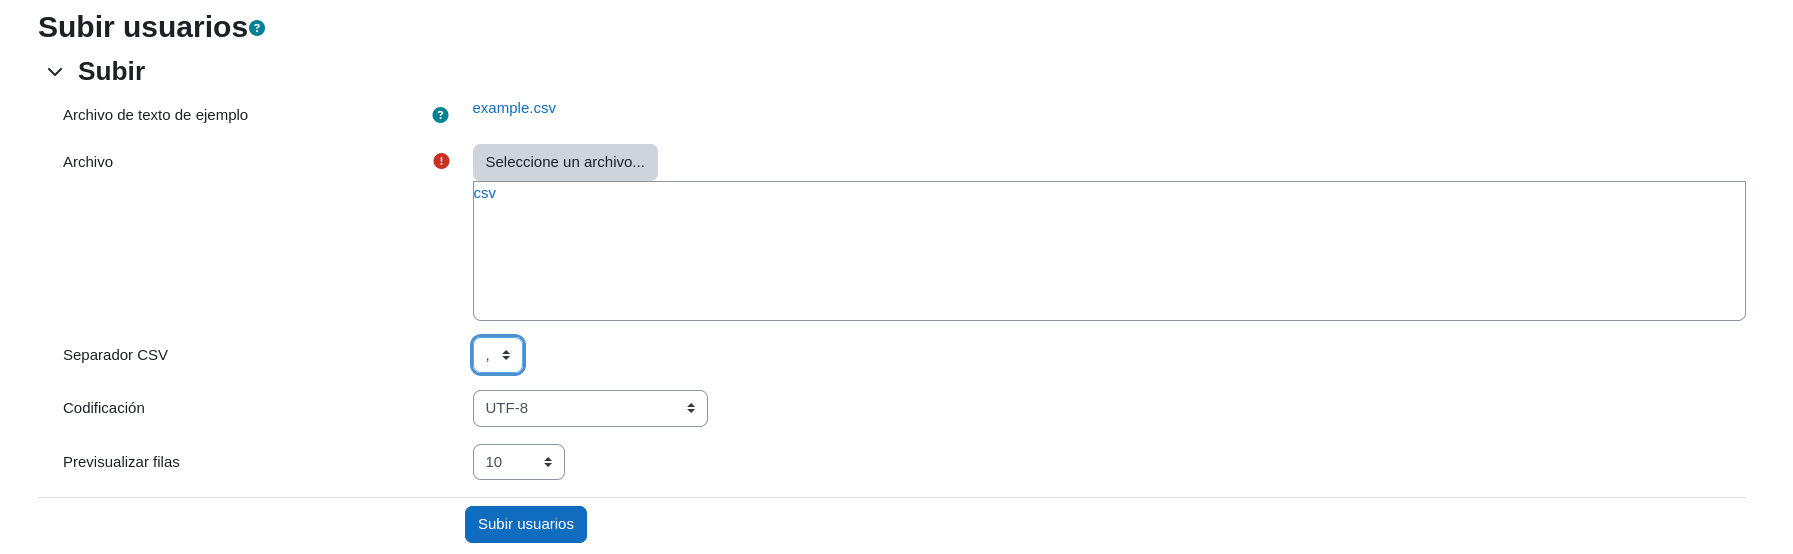 Subir usuarios
Subir
Archivo de texto de ejemplo
example.csv
Archivo
Seleccione un archivo...
csv
Separador CSV
,
Codificación
UTF-8
Previsualizar filas
10
Subir usuarios